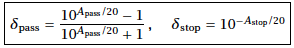 δpass = (10^(Apass/20) − 1) / (10^(Apass/20) + 1) , δstop = 10^(−Astop/20)